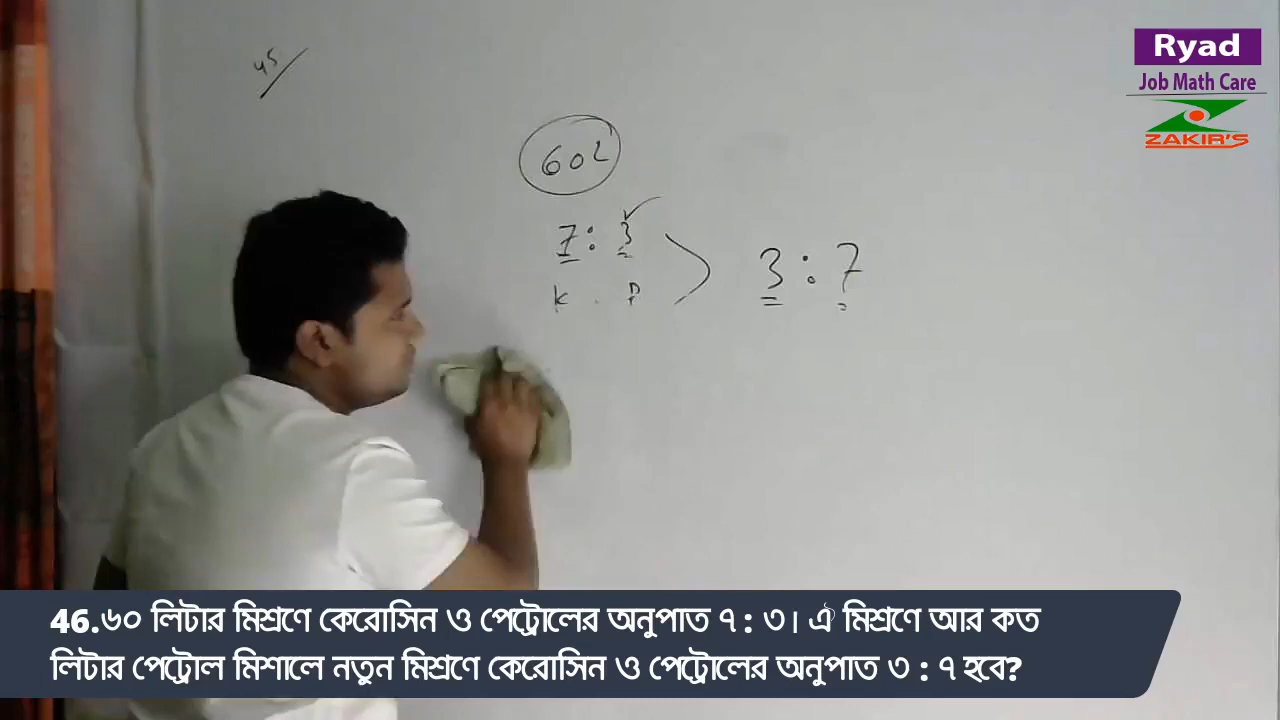 Ryad
Job Math Care
ZAKIR'S
45
60L
7 : 3
K . P
3 : 7
46.৬০ লিটার মিশ্রণে কেরোসিন ও পেট্রোলের অনুপাত ৭ : ৩। ঐ মিশ্রণে আর কত
লিটার পেট্রোল মিশালে নতুন মিশ্রণে কেরোসিন ও পেট্রোলের অনুপাত ৩ : ৭ হবে?